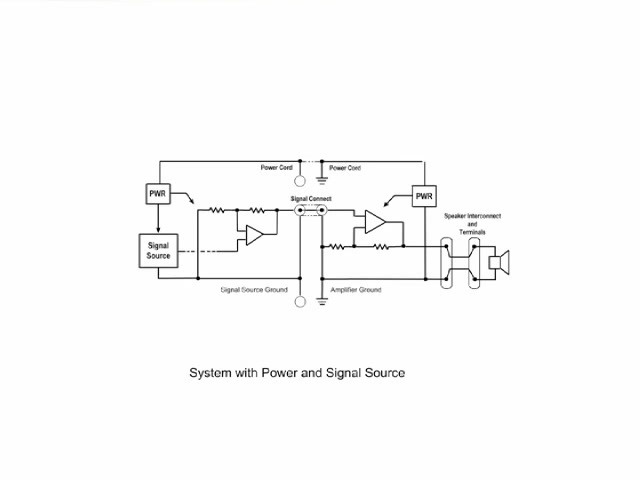 Power Cord
Power Cord
PWR
PWR
Signal Connect
Speaker Interconnect
and
Terminals
Signal
Source
Signal Source Ground
Amplifier Ground
System with Power and Signal Source